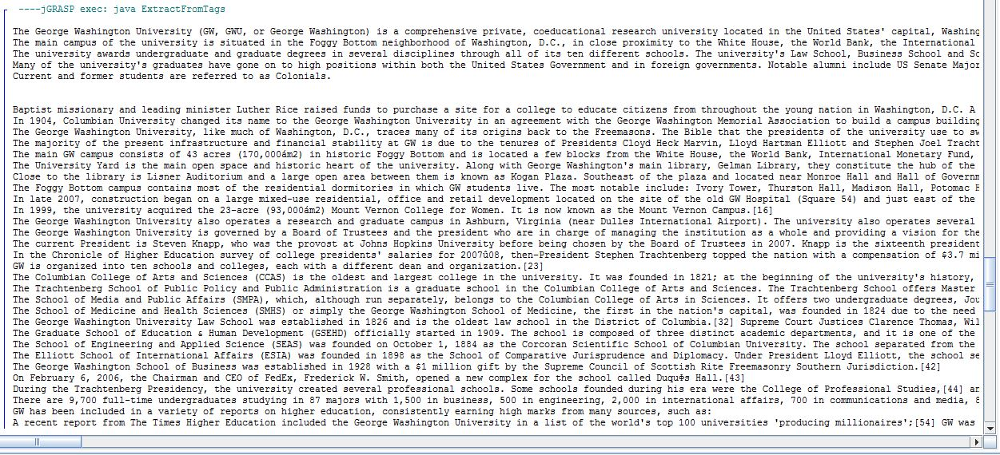 ----jGRASP exec: java ExtractFromTags
The George Washington University (GW, GWU, or George Washington) is a comprehensive private, coeducational research university located in the United States' capital, Washing
The main campus of the university is situated in the Foggy Bottom neighborhood of Washington, D.C., in close proximity to the White House, the World Bank, the International
The university awards undergraduate and graduate degrees in several disciplines through all of its ten different schools. The university's Law School, Business School and Sc
Many of the university's graduates have gone on to high positions within both the United States Government and in foreign governments. Notable alumni include US Senate Major
Current and former students are referred to as Colonials.
Baptist missionary and leading minister Luther Rice raised funds to purchase a site for a college to educate citizens from throughout the young nation in Washington, D.C. A
In 1904, Columbian University changed its name to the George Washington University in an agreement with the George Washington Memorial Association to build a campus building
The George Washington University, like much of Washington, D.C., traces many of its origins back to the Freemasons. The Bible that the presidents of the university use to sw
The majority of the present infrastructure and financial stability at GW is due to the tenures of Presidents Cloyd Heck Marvin, Lloyd Hartman Elliott and Stephen Joel Tracht
The main GW campus consists of 43 acres (170,000ám2) in historic Foggy Bottom and is located a few blocks from the White House, the World Bank, International Monetary Fund,
The University Yard is the main open space and historic heart of the university. Along with George Washington's main library, Gelman Library, they constitute the hub of the
Close to the library is Lisner Auditorium and a large open area between them is known as Kogan Plaza. Southeast of the plaza and located near Monroe Hall and Hall of Governm
The Foggy Bottom campus contains most of the residential dormitories in which GW students live. The most notable include: Ivory Tower, Thurston Hall, Madison Hall, Potomac H
In late 2007, construction began on a large mixed-use residential, office and retail development located on the site of the old GW Hospital (Square 54) and just east of the
In 1999, the university acquired the 23-acre (93,000ám2) Mount Vernon College for Women. It is now known as the Mount Vernon Campus.[16]
The George Washington University also operates a research and graduate campus in Ashburn, Virginia (near Dulles International Airport). The university also operates several
The George Washington University is governed by a Board of Trustees and the president who are in charge of managing the institution as a whole and providing a vision for the
The current President is Steven Knapp, who was the provost at Johns Hopkins University before being chosen by the Board of Trustees in 2007. Knapp is the sixteenth president
In the Chronicle of Higher Education survey of college presidents' salaries for 2007û08, then-President Stephen Trachtenberg topped the nation with a compensation of $3.7 mi
GW is organized into ten schools and colleges, each with a different dean and organization.[23]
The Columbian College of Arts and Sciences (CCAS) is the oldest and largest college in the university. It was founded in 1821; at the beginning of the university's history,
The Trachtenberg School of Public Policy and Public Administration is a graduate school in the Columbian College of Arts and Sciences. The Trachtenberg School offers Master
The School of Media and Public Affairs (SMPA), which, although run separately, belongs to the Columbian College of Arts in Sciences. It offers two undergraduate degrees, Jou
The School of Medicine and Health Sciences (SMHS) or simply the George Washington School of Medicine, the first in the nation's capital, was founded in 1824 due to the need
The George Washington University Law School was established in 1826 and is the oldest law school in the District of Columbia.[32] Supreme Court Justices Clarence Thomas, Wil
The Graduate School of Education & Human Development (GSEHD) officially started in 1909. The school is composed of three distinct academic departments, and it is one of the
The School of Engineering and Applied Science (SEAS) was founded on October 1, 1884 as the Corcoran Scientific School of Columbian University. The school separated from the
The Elliott School of International Affairs (ESIA) was founded in 1898 as the School of Comparative Jurisprudence and Diplomacy. Under President Lloyd Elliott, the school se
The George Washington School of Business was established in 1928 with a $1 million gift by the Supreme Council of Scottish Rite Freemasonry Southern Jurisdiction.[42]
On February 6, 2006, the Chairman and CEO of FedEx, Frederick W. Smith, opened a new complex for the school called DuquΦs Hall.[43]
During the Trachtenberg Presidency, the university created several professional schools. Some schools founded during his era were the College of Professional Studies,[44] an
There are 9,700 full-time undergraduates studying in 87 majors with 1,500 in business, 500 in engineering, 2,000 in international affairs, 700 in communications and media, 8
GW has been included in a variety of reports on higher education, consistently earning high marks from many sources, such as:
A recent report from The Times Higher Education included the George Washington University in a list of the world's top 100 universities 'producing millionaires';[54] GW was